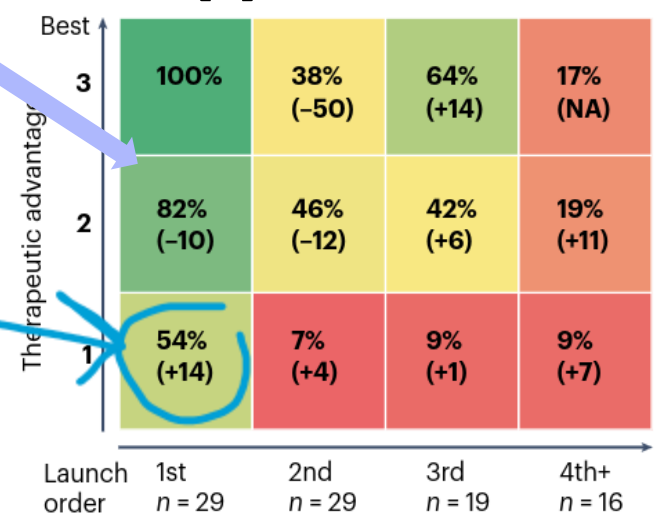 Best
3
100%
38%
(–50)
64%
(+14)
17%
(NA)
2
82%
(–10)
46%
(–12)
42%
(+6)
19%
(+11)
1
54%
(+14)
7%
(+4)
9%
(+1)
9%
(+7)
Therapeutic advantage
Launch order
1st
n = 29
2nd
n = 29
3rd
n = 19
4th+
n = 16